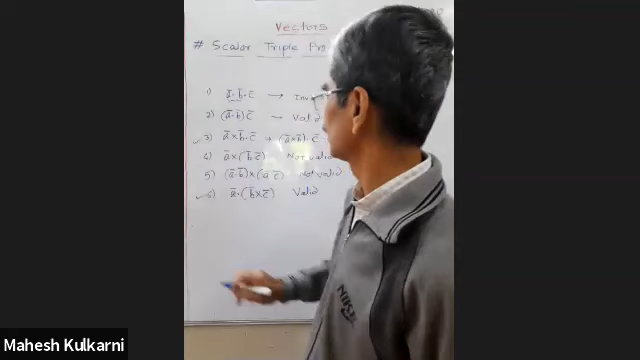 Vectors
# Scalar Triple Pro
1) ā·b̄·c̄ → Inv
2) (ā·b̄)c̄ → Valid
3) ā×b̄·c̄ → (ā×b̄)·c̄
4) ā×(b̄·c̄) Not valid
5) (ā·b̄)×(ā·c̄) Not valid
6) ā·(b̄×c̄) Valid
NIKE
Mahesh Kulkarni